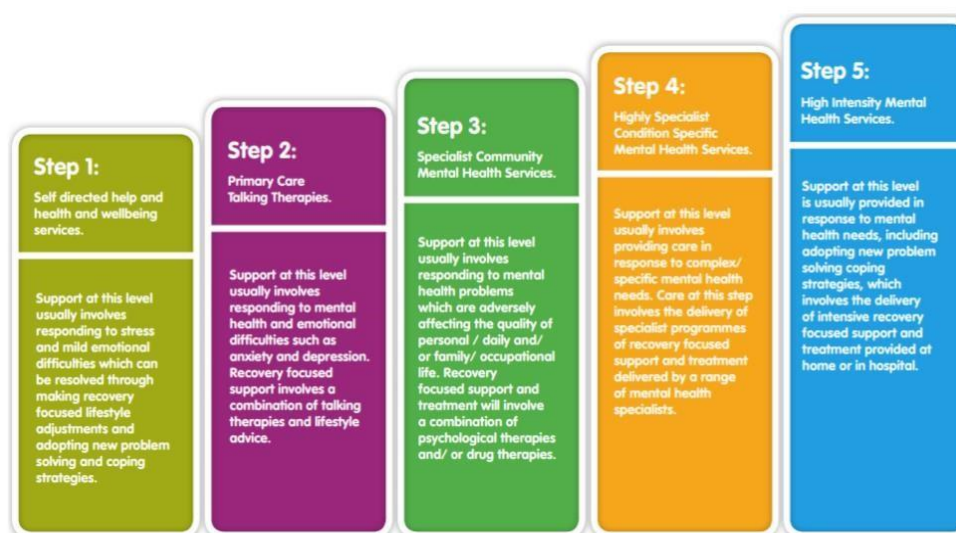 Step 1:
Self directed help and
health and wellbeing
services.
Support at this level
usually involves
responding to stress
and mild emotional
difficulties which can
be resolved through
making recovery
focused lifestyle
adjustments and
adopting new problem
solving and coping
strategies.
Step 2:
Primary Care
Talking Therapies.
Support at this level
usually involves
responding to mental
health and emotional
difficulties such as
anxiety and depression.
Recovery focused
support involves a
combination of talking
therapies and lifestyle
advice.
Step 3:
Specialist Community
Mental Health Services.
Support at this level
usually involves
responding to mental
health problems
which are adversely
affecting the quality of
personal / daily and/
or family/ occupational
life. Recovery
focused support and
treatment will involve
a combination of
psychological therapies
and/ or drug therapies.
Step 4:
Highly Specialist
Condition Specific
Mental Health Services.
Support at this level
usually involves
providing care in
response to complex/
specific mental health
needs. Care at this step
involves the delivery of
specialist programmes
of recovery focused
support and treatment
delivered by a range
of mental health
specialists.
Step 5:
High Intensity Mental
Health Services.
Support at this level
is usually provided in
response to mental
health needs, including
adopting new problem
solving coping
strategies, which
involves the delivery
of intensive recovery
focused support and
treatment provided at
home or in hospital.